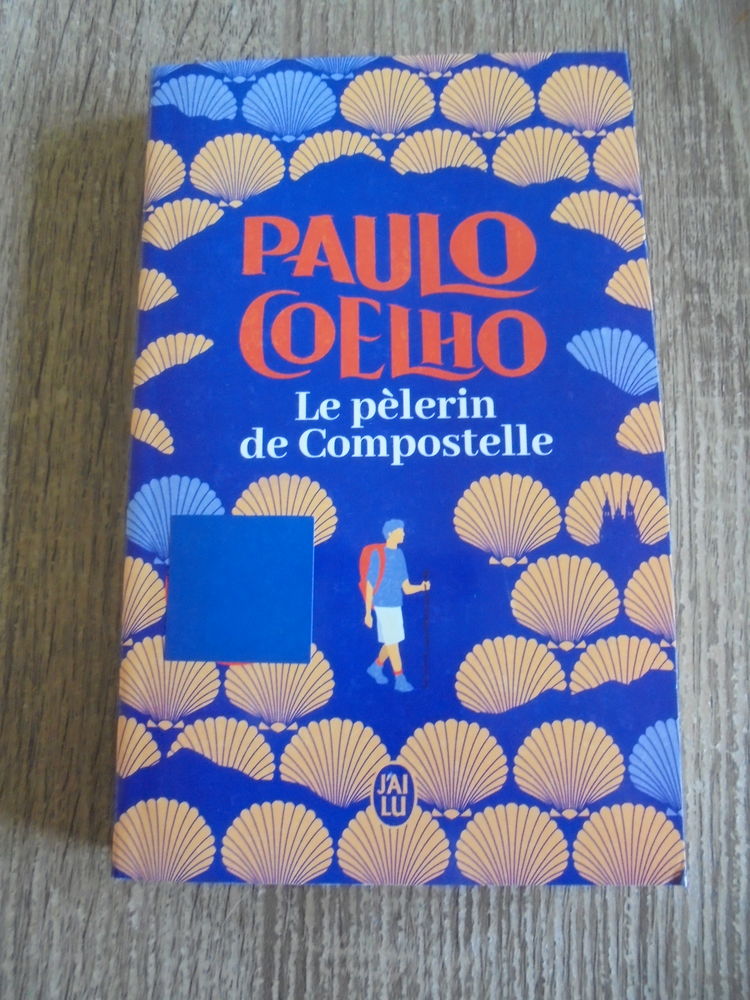 PAULO
COELHO
Le pèlerin
de Compostelle
J'AI
LU